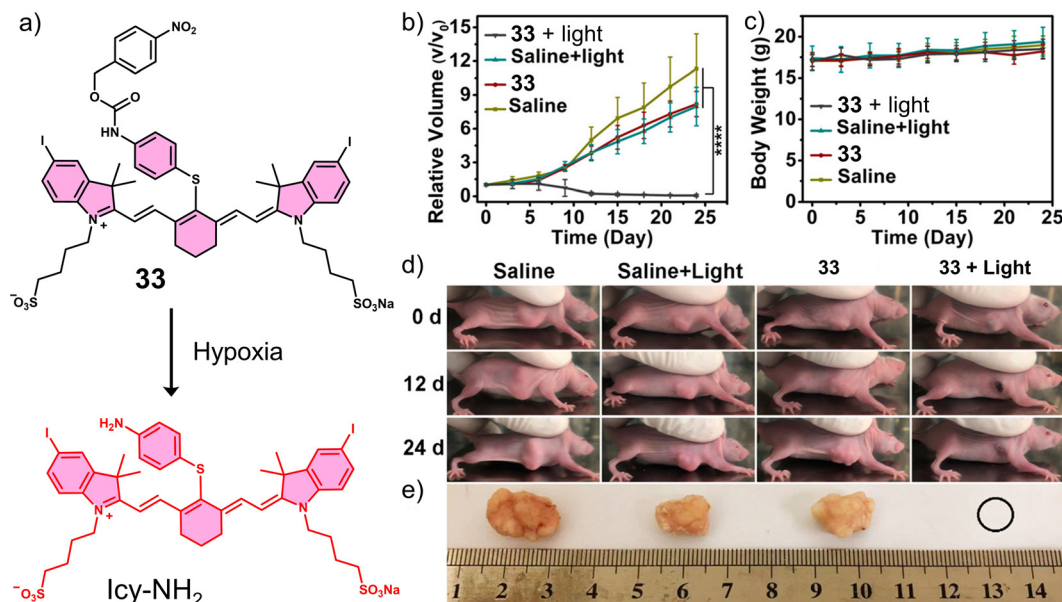 a)
NO₂
O
O
O
HN
I
S
I
N
+
N
⁻O₃S
33
SO₃Na
Hypoxia
H₂N
I
S
I
N
+
N
⁻O₃S
SO₃Na
Icy-NH₂
b)
Relative Volume (v/v₀)
15
12
9
6
3
0
33 + light
Saline+light
33
Saline
****
0 5 10 15 20 25
Time (Day)
c)
Body Weight (g)
20
15
10
5
0
33 + light
Saline+light
33
Saline
0 5 10 15 20 25
Time (Day)
d)
Saline Saline+Light 33 33 + Light
0 d
12 d
24 d
e)
1 2 3 4 5 6 7 8 9 10 11 12 13 14